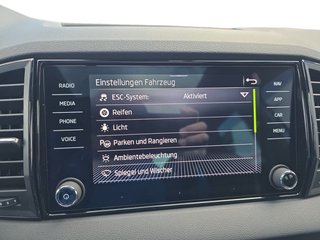 Einstellungen Fahrzeug
RADIO
MEDIA
PHONE
VOICE
ESC-System: Aktiviert
Reifen
Licht
Parken und Rangieren
Ambientebeleuchtung
Spiegel und Wischer
NAV
APP
CAR
MENU